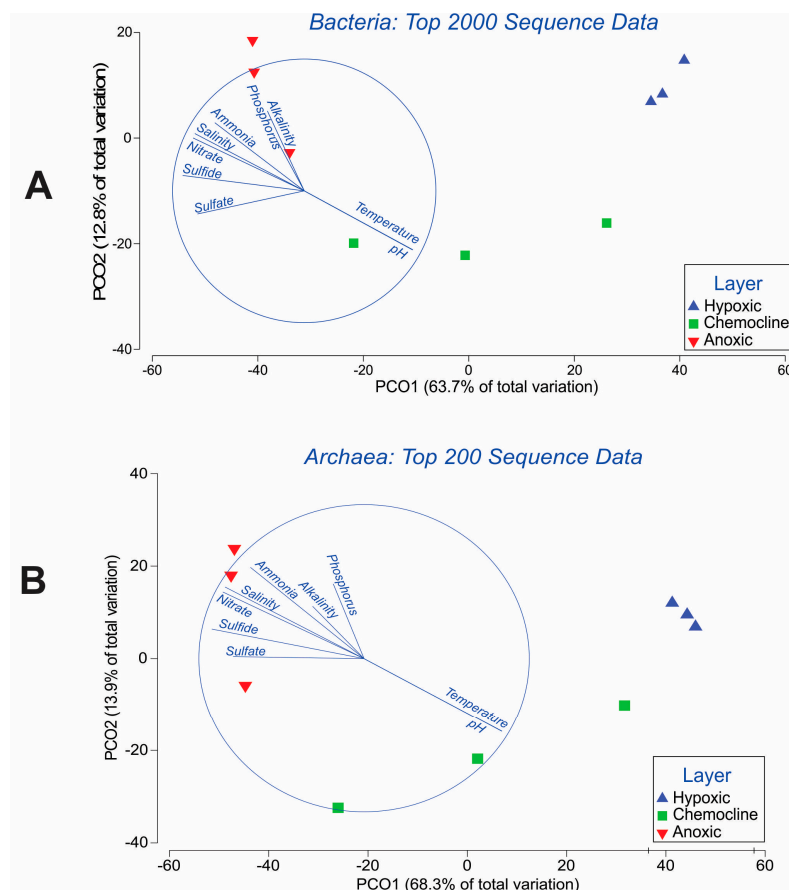 Bacteria: Top 2000 Sequence Data
A
PCO2 (12.8% of total variation)
20
0
-20
-40
Alkalinity
Phosphorus
Ammonia
Salinity
Nitrate
Sulfide
Sulfate
Temperature
pH
Layer
Hypoxic
Chemocline
Anoxic
-60
-40
-20
0
20
40
60
PCO1 (63.7% of total variation)
Archaea: Top 200 Sequence Data
B
PCO2 (13.9% of total variation)
40
20
0
-20
-40
Phosphorus
Alkalinity
Ammonia
Salinity
Nitrate
Sulfide
Sulfate
Temperature
pH
Layer
Hypoxic
Chemocline
Anoxic
-60
-40
-20
0
20
40
60
PCO1 (68.3% of total variation)